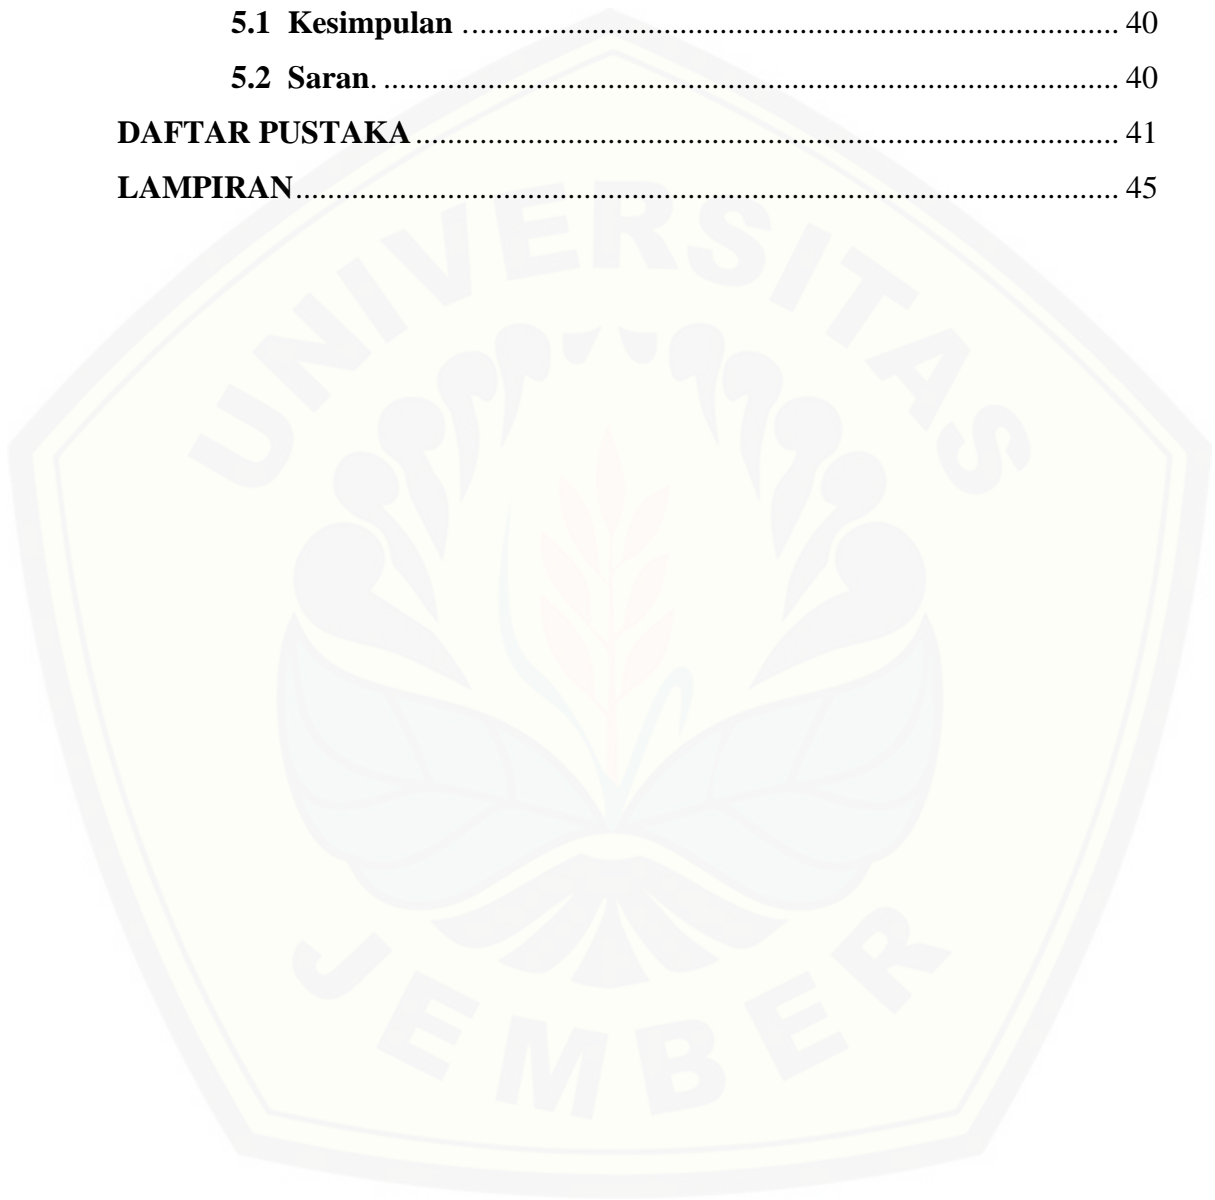 5.1 Kesimpulan ........................................................................................ 40
5.2 Saran. .................................................................................................. 40
DAFTAR PUSTAKA ............................................................................................. 41
LAMPIRAN............................................................................................................. 45
UNIVERSITAS
JEMBER